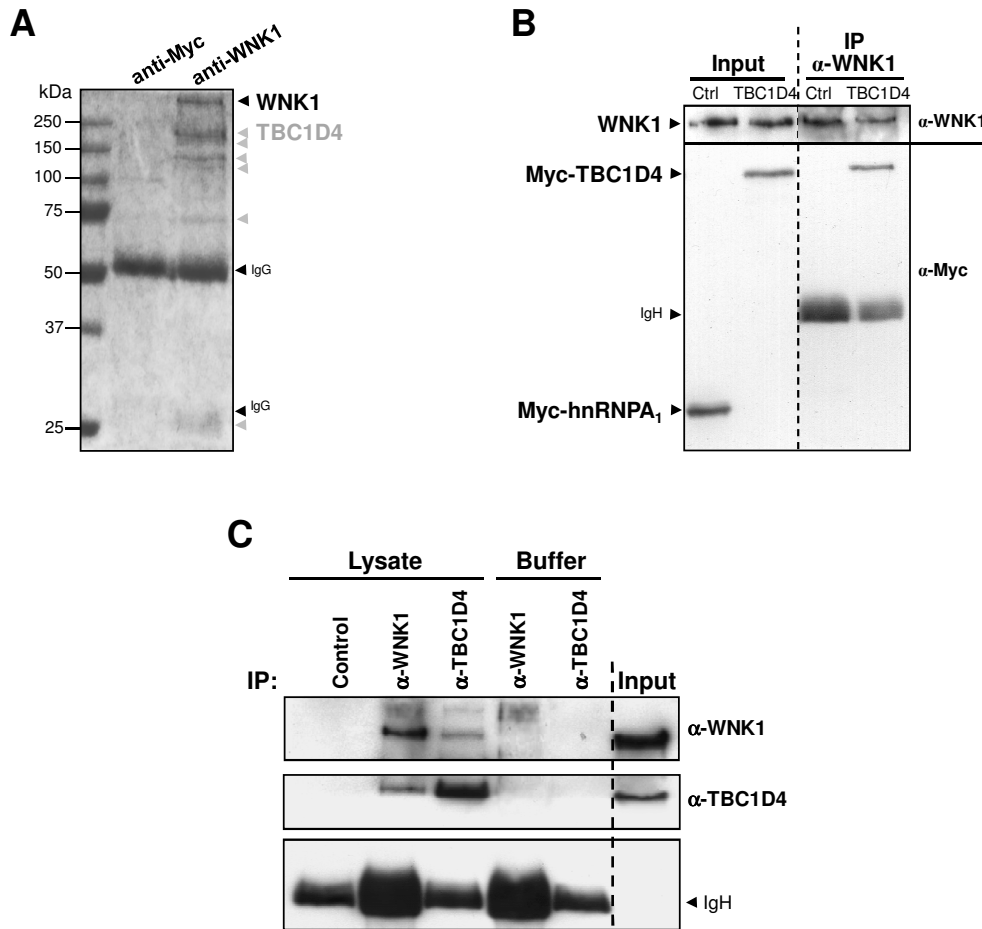 A
anti-Myc
anti-WNK1
kDa
250
150
100
75
50
37
25
WNK1
TBC1D4
IgG
IgG
B
Input
IP
α-WNK1
Ctrl
TBC1D4
Ctrl
TBC1D4
WNK1
α-WNK1
Myc-TBC1D4
α-Myc
IgH
Myc-hnRNPA1
C
Lysate
Buffer
IP:
Control
α-WNK1
α-TBC1D4
α-WNK1
α-TBC1D4
Input
α-WNK1
α-TBC1D4
IgH